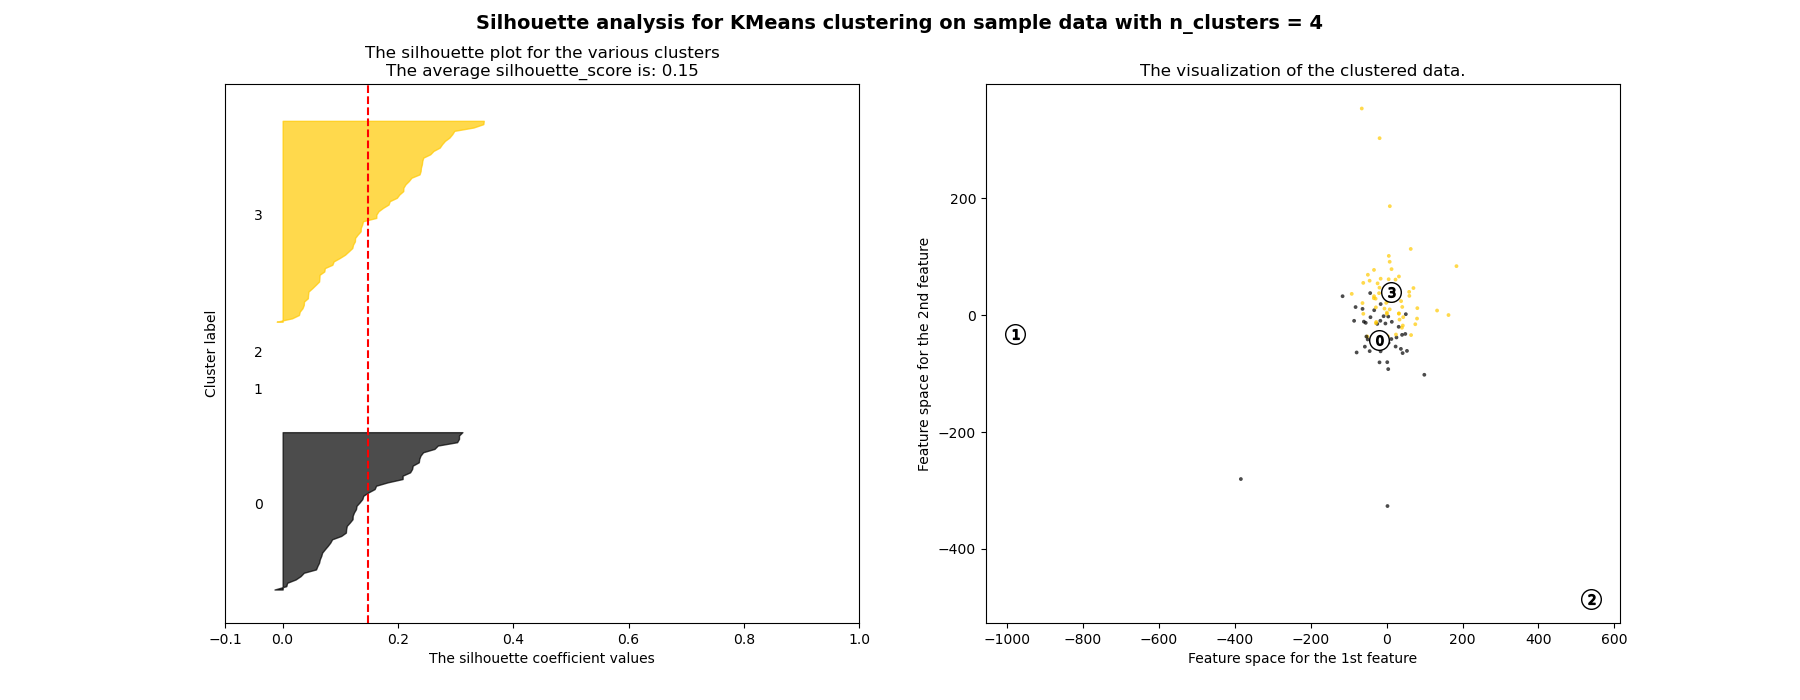 Silhouette analysis for KMeans clustering on sample data with n_clusters = 4
The silhouette plot for the various clusters
The average silhouette_score is: 0.15
Cluster label
3
2
1
0
−0.1 0.0 0.2 0.4 0.6 0.8 1.0
The silhouette coefficient values
The visualization of the clustered data.
Feature space for the 2nd feature
200
0
−200
−400
3
1
0
2
−1000 −800 −600 −400 −200 0 200 400 600
Feature space for the 1st feature